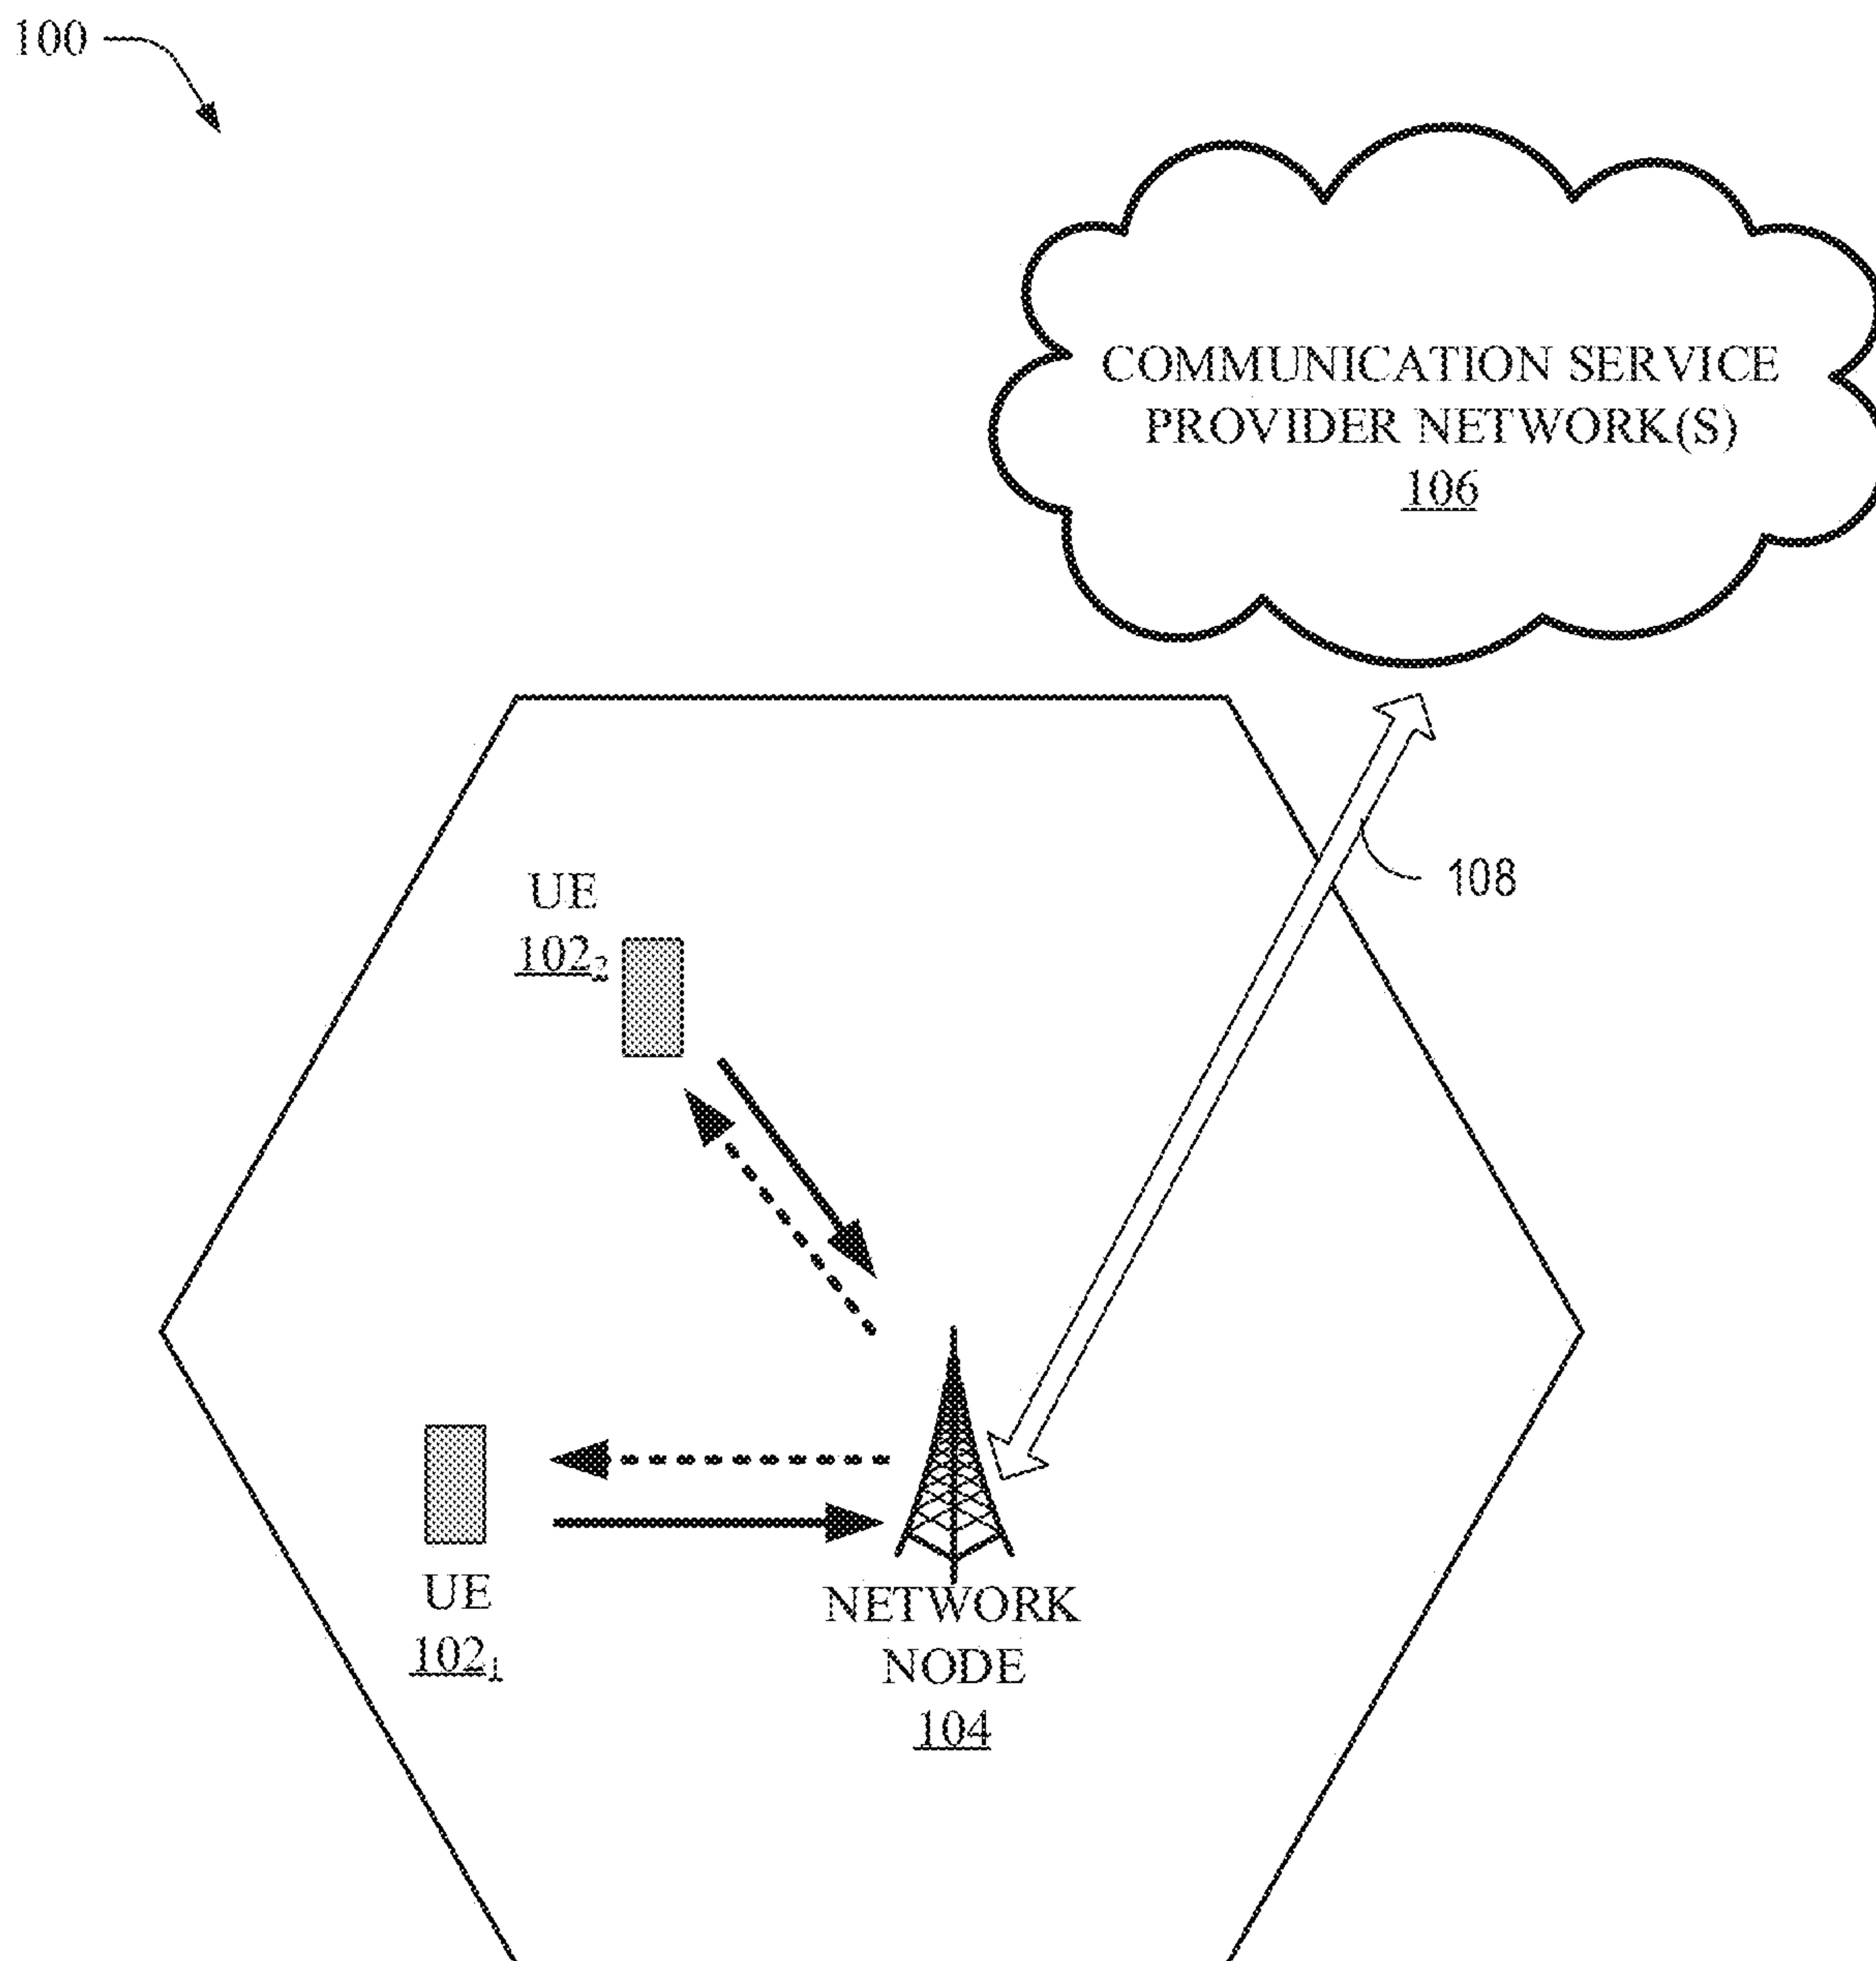 100
COMMUNICATION SERVICE
PROVIDER NETWORK(S)
106
108
UE
102₂
UE
102₁
NETWORK
NODE
104